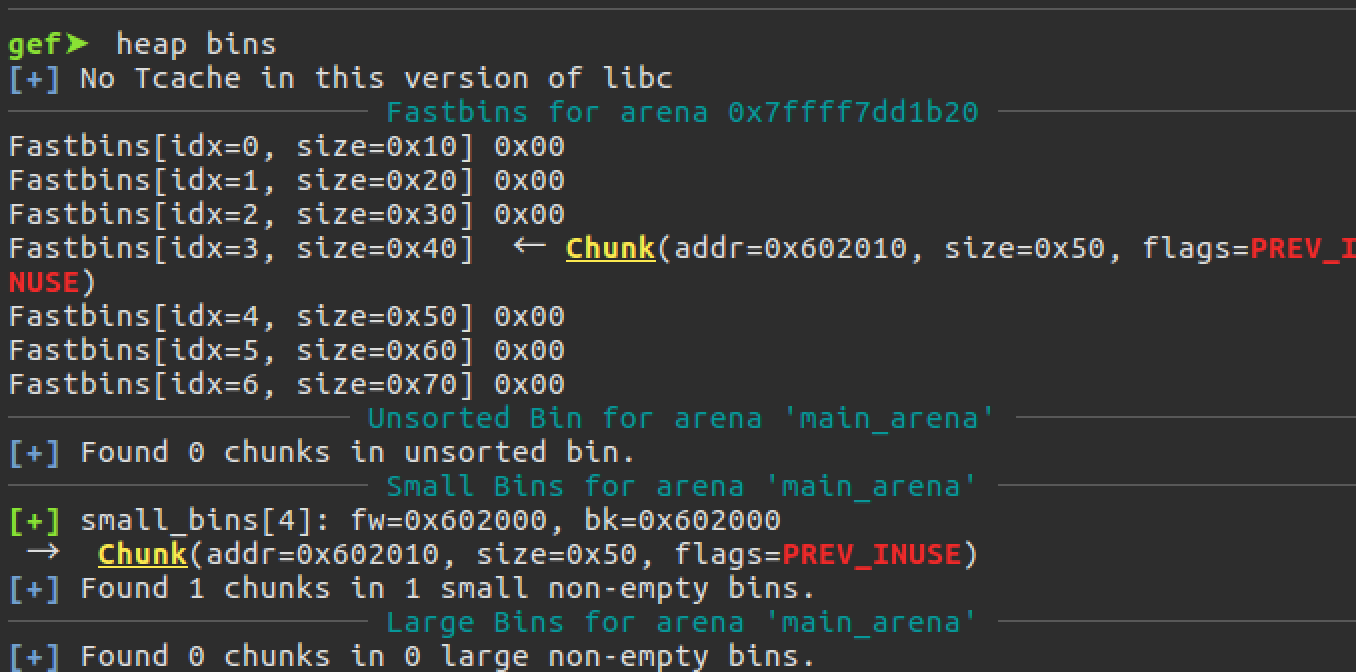 gef➤ heap bins
[+] No Tcache in this version of libc
Fastbins for arena 0x7ffff7dd1b20
Fastbins[idx=0, size=0x10] 0x00
Fastbins[idx=1, size=0x20] 0x00
Fastbins[idx=2, size=0x30] 0x00
Fastbins[idx=3, size=0x40]  ← Chunk(addr=0x602010, size=0x50, flags=PREV_I
NUSE)
Fastbins[idx=4, size=0x50] 0x00
Fastbins[idx=5, size=0x60] 0x00
Fastbins[idx=6, size=0x70] 0x00
Unsorted Bin for arena 'main_arena'
[+] Found 0 chunks in unsorted bin.
Small Bins for arena 'main_arena'
[+] small_bins[4]: fw=0x602000, bk=0x602000
→  Chunk(addr=0x602010, size=0x50, flags=PREV_INUSE)
[+] Found 1 chunks in 1 small non-empty bins.
Large Bins for arena 'main_arena'
[+] Found 0 chunks in 0 large non-empty bins.